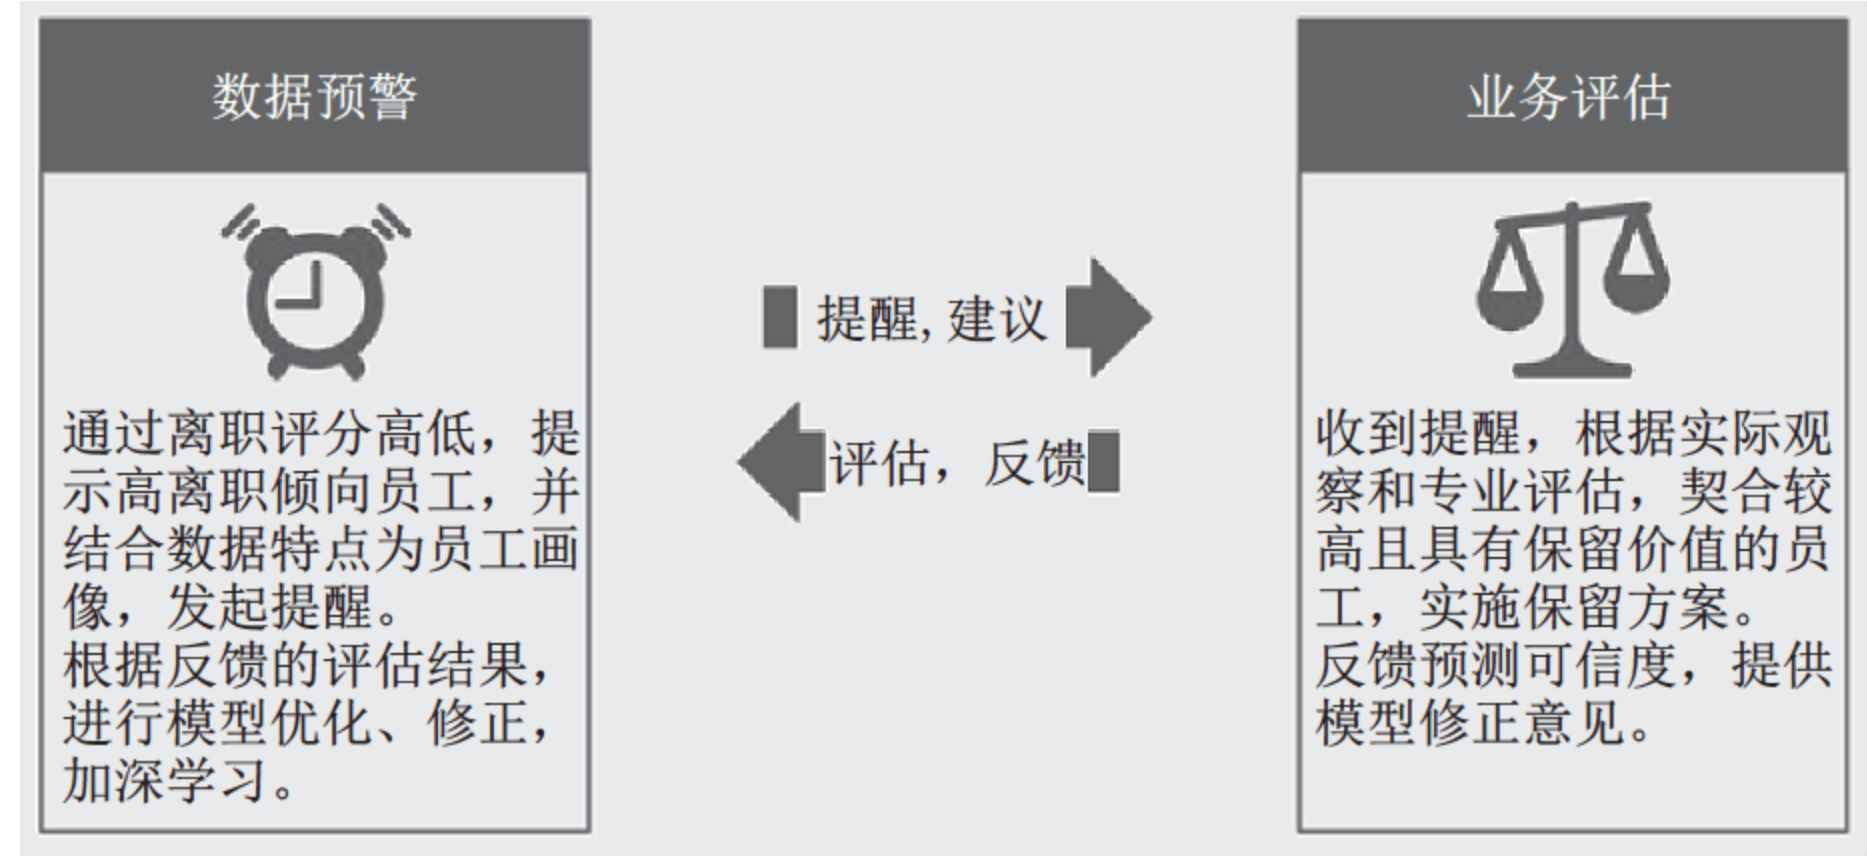 数据预警
通过离职评分高低，提
示高离职倾向员工，并
结合数据特点为员工画
像，发起提醒。
根据反馈的评估结果，
进行模型优化、修正，
加深学习。
提醒,建议
评估，反馈
业务评估
收到提醒，根据实际观
察和专业评估，契合较
高且具有保留价值的员
工，实施保留方案。
反馈预测可信度，提供
模型修正意见。